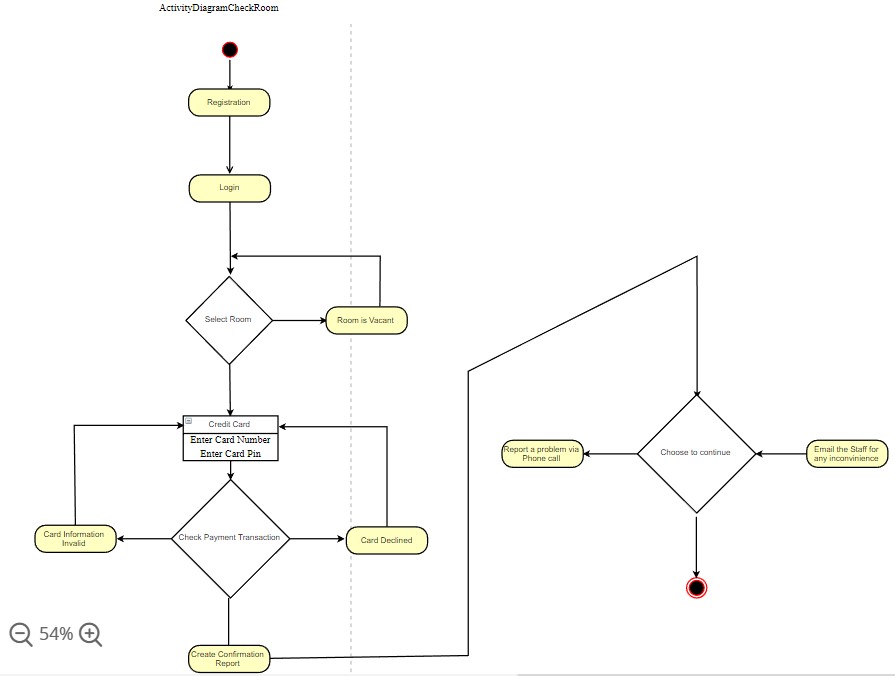 ActivityDiagramCheckRoom
Registration
Login
Select Room
Room is Vacant
Credit Card
Enter Card Number
Enter Card Pin
Check Payment Transaction
Card Information
Invalid
Card Declined
Create Confirmation
Report
Report a problem via
Phone call
Choose to continue
Email the Staff for
any inconvinience
54%